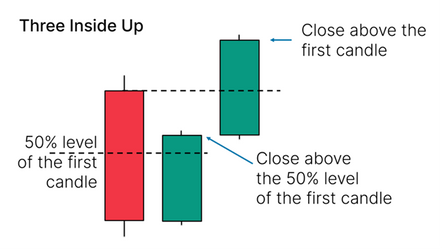 Three Inside Up
Close above the
first candle
50% level
of the first
candle
Close above
the 50% level
of the first candle